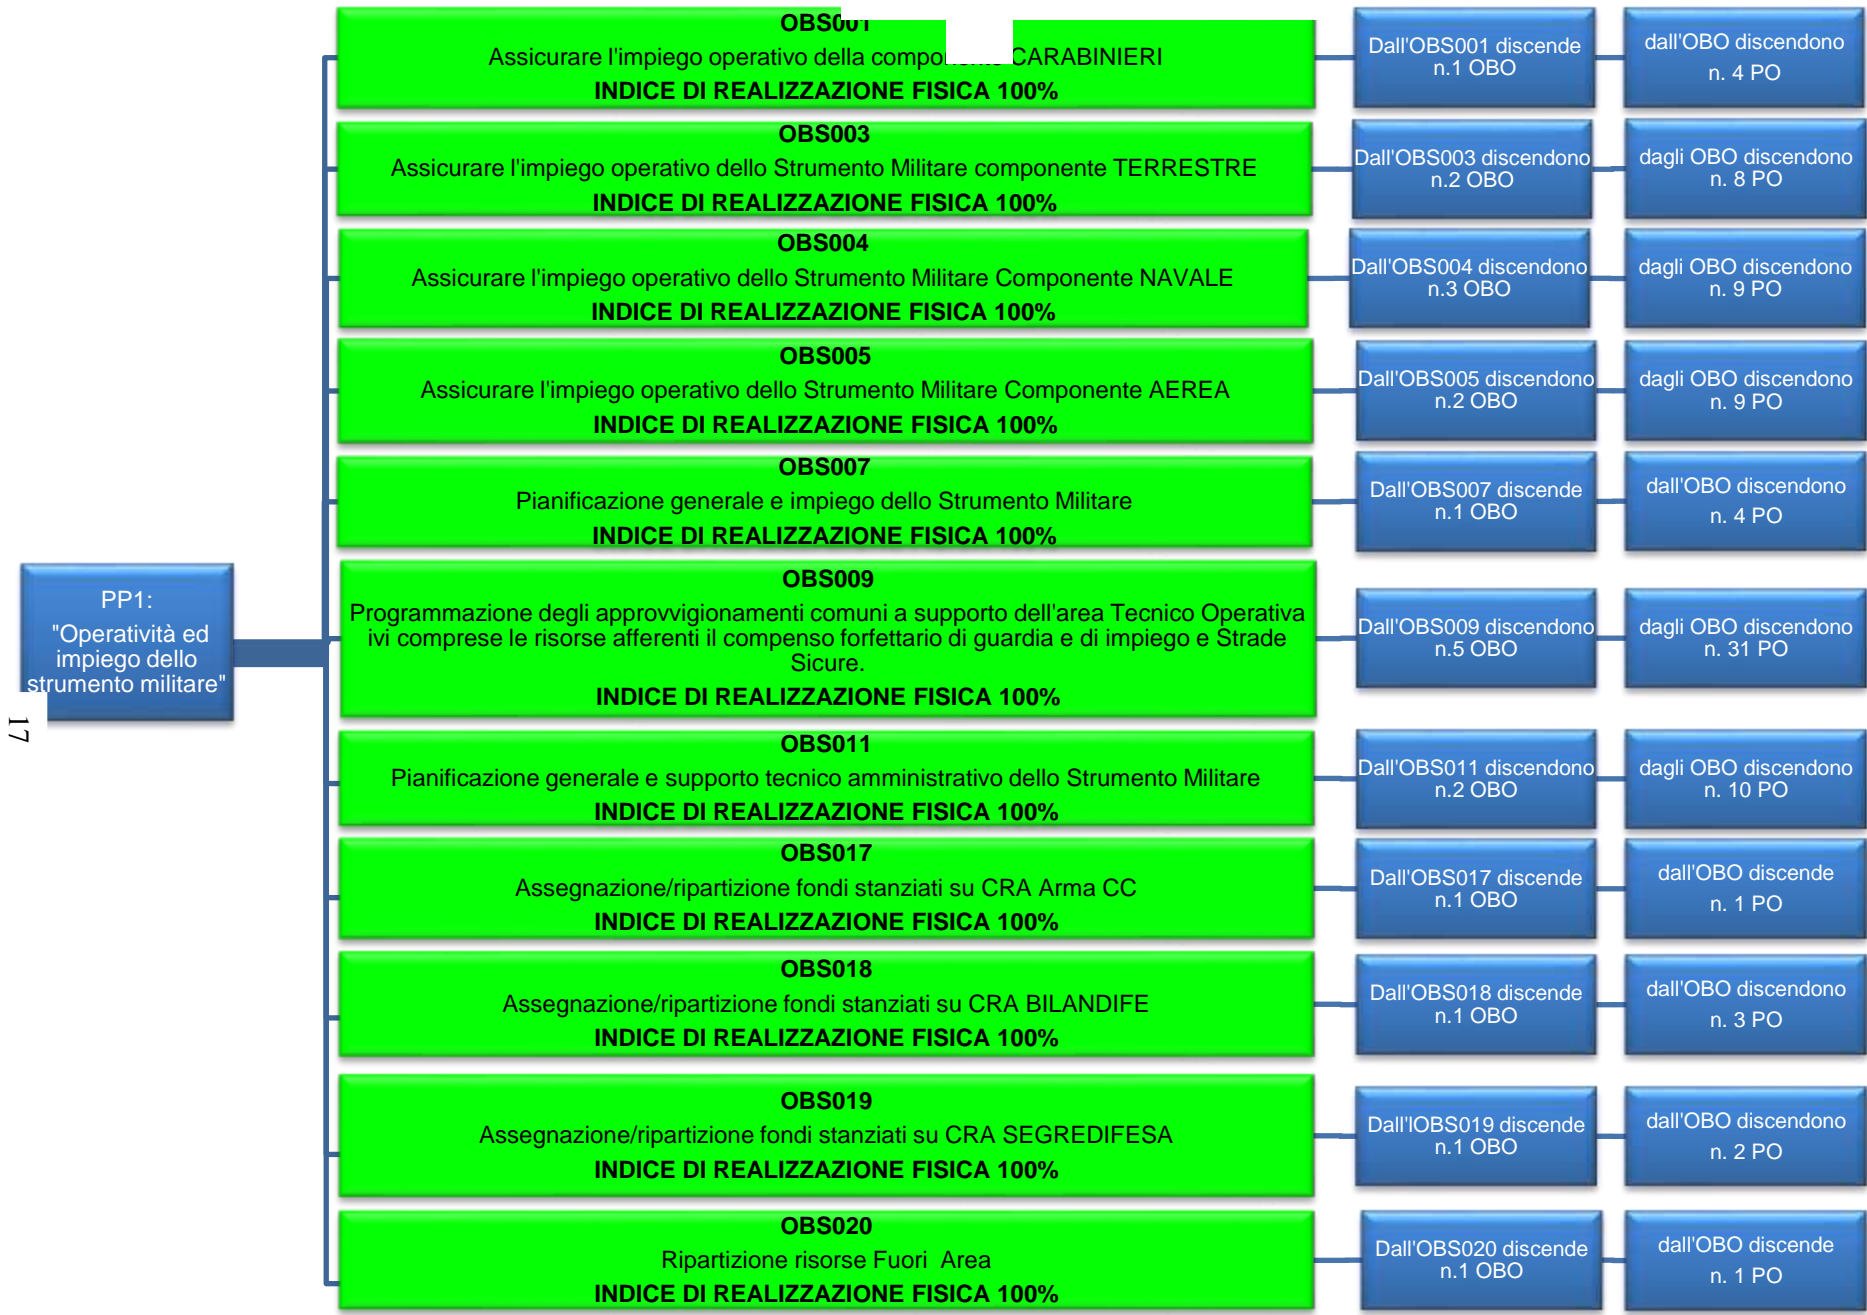 OBS001
Assicurare l'impiego operativo della componente CARABINIERI
INDICE DI REALIZZAZIONE FISICA 100%
Dall'OBS001 discende
n.1 OBO
dall'OBO discendono
n. 4 PO
OBS003
Assicurare l'impiego operativo dello Strumento Militare componente TERRESTRE
INDICE DI REALIZZAZIONE FISICA 100%
Dall'OBS003 discendono
n.2 OBO
dagli OBO discendono
n. 8 PO
OBS004
Assicurare l'impiego operativo dello Strumento Militare Componente NAVALE
INDICE DI REALIZZAZIONE FISICA 100%
Dall'OBS004 discendono
n.3 OBO
dagli OBO discendono
n. 9 PO
OBS005
Assicurare l'impiego operativo dello Strumento Militare Componente AEREA
INDICE DI REALIZZAZIONE FISICA 100%
Dall'OBS005 discendono
n.2 OBO
dagli OBO discendono
n. 9 PO
OBS007
Pianificazione generale e impiego dello Strumento Militare
INDICE DI REALIZZAZIONE FISICA 100%
Dall'OBS007 discende
n.1 OBO
dall'OBO discendono
n. 4 PO
PP1:
"Operatività ed
impiego dello
strumento militare"
OBS009
Programmazione degli approvvigionamenti comuni a supporto dell'area Tecnico Operativa
ivi comprese le risorse afferenti il compenso forfettario di guardia e di impiego e Strade
Sicure.
INDICE DI REALIZZAZIONE FISICA 100%
Dall'OBS009 discendono
n.5 OBO
dagli OBO discendono
n. 31 PO
17
OBS011
Pianificazione generale e supporto tecnico amministrativo dello Strumento Militare
INDICE DI REALIZZAZIONE FISICA 100%
Dall'OBS011 discendono
n.2 OBO
dagli OBO discendono
n. 10 PO
OBS017
Assegnazione/ripartizione fondi stanziati su CRA Arma CC
INDICE DI REALIZZAZIONE FISICA 100%
Dall'OBS017 discende
n.1 OBO
dall'OBO discende
n. 1 PO
OBS018
Assegnazione/ripartizione fondi stanziati su CRA BILANDIFE
INDICE DI REALIZZAZIONE FISICA 100%
Dall'OBS018 discende
n.1 OBO
dall'OBO discendono
n. 3 PO
OBS019
Assegnazione/ripartizione fondi stanziati su CRA SEGREDIFESA
INDICE DI REALIZZAZIONE FISICA 100%
Dall'IOBS019 discende
n.1 OBO
dall'OBO discendono
n. 2 PO
OBS020
Ripartizione risorse Fuori Area
INDICE DI REALIZZAZIONE FISICA 100%
Dall'OBS020 discende
n.1 OBO
dall'OBO discende
n. 1 PO